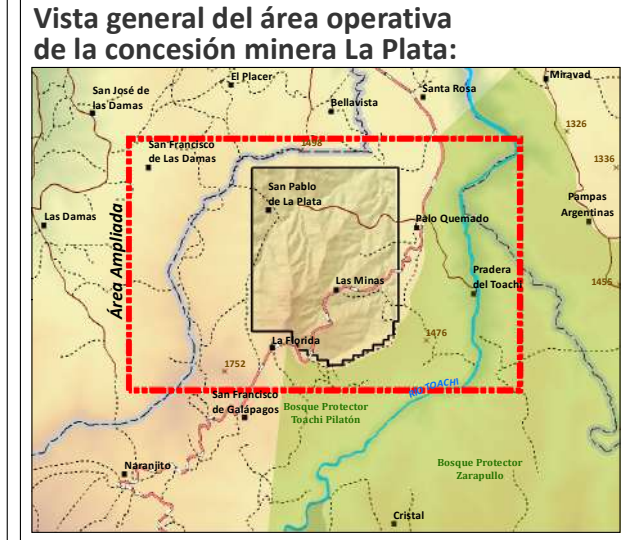 Vista general del área operativa
de la concesión minera La Plata:
El Placer
Miravad
San José de
las Damas
Santa Rosa
Bellavista
1326
1498
San Francisco
de Las Damas
1336
San Pablo
de La Plata
Pampas
Argentinas
Las Damas
Palo Quemado
Área Ampliada
Las Minas
Pradera
del Toachi
1456
La Florida
1476
1752
RIO TOACHI
San Francisco
de Galápagos
Bosque Protector
Toachi Pilatón
Naranjito
Bosque Protector
Zarapullo
Cristal